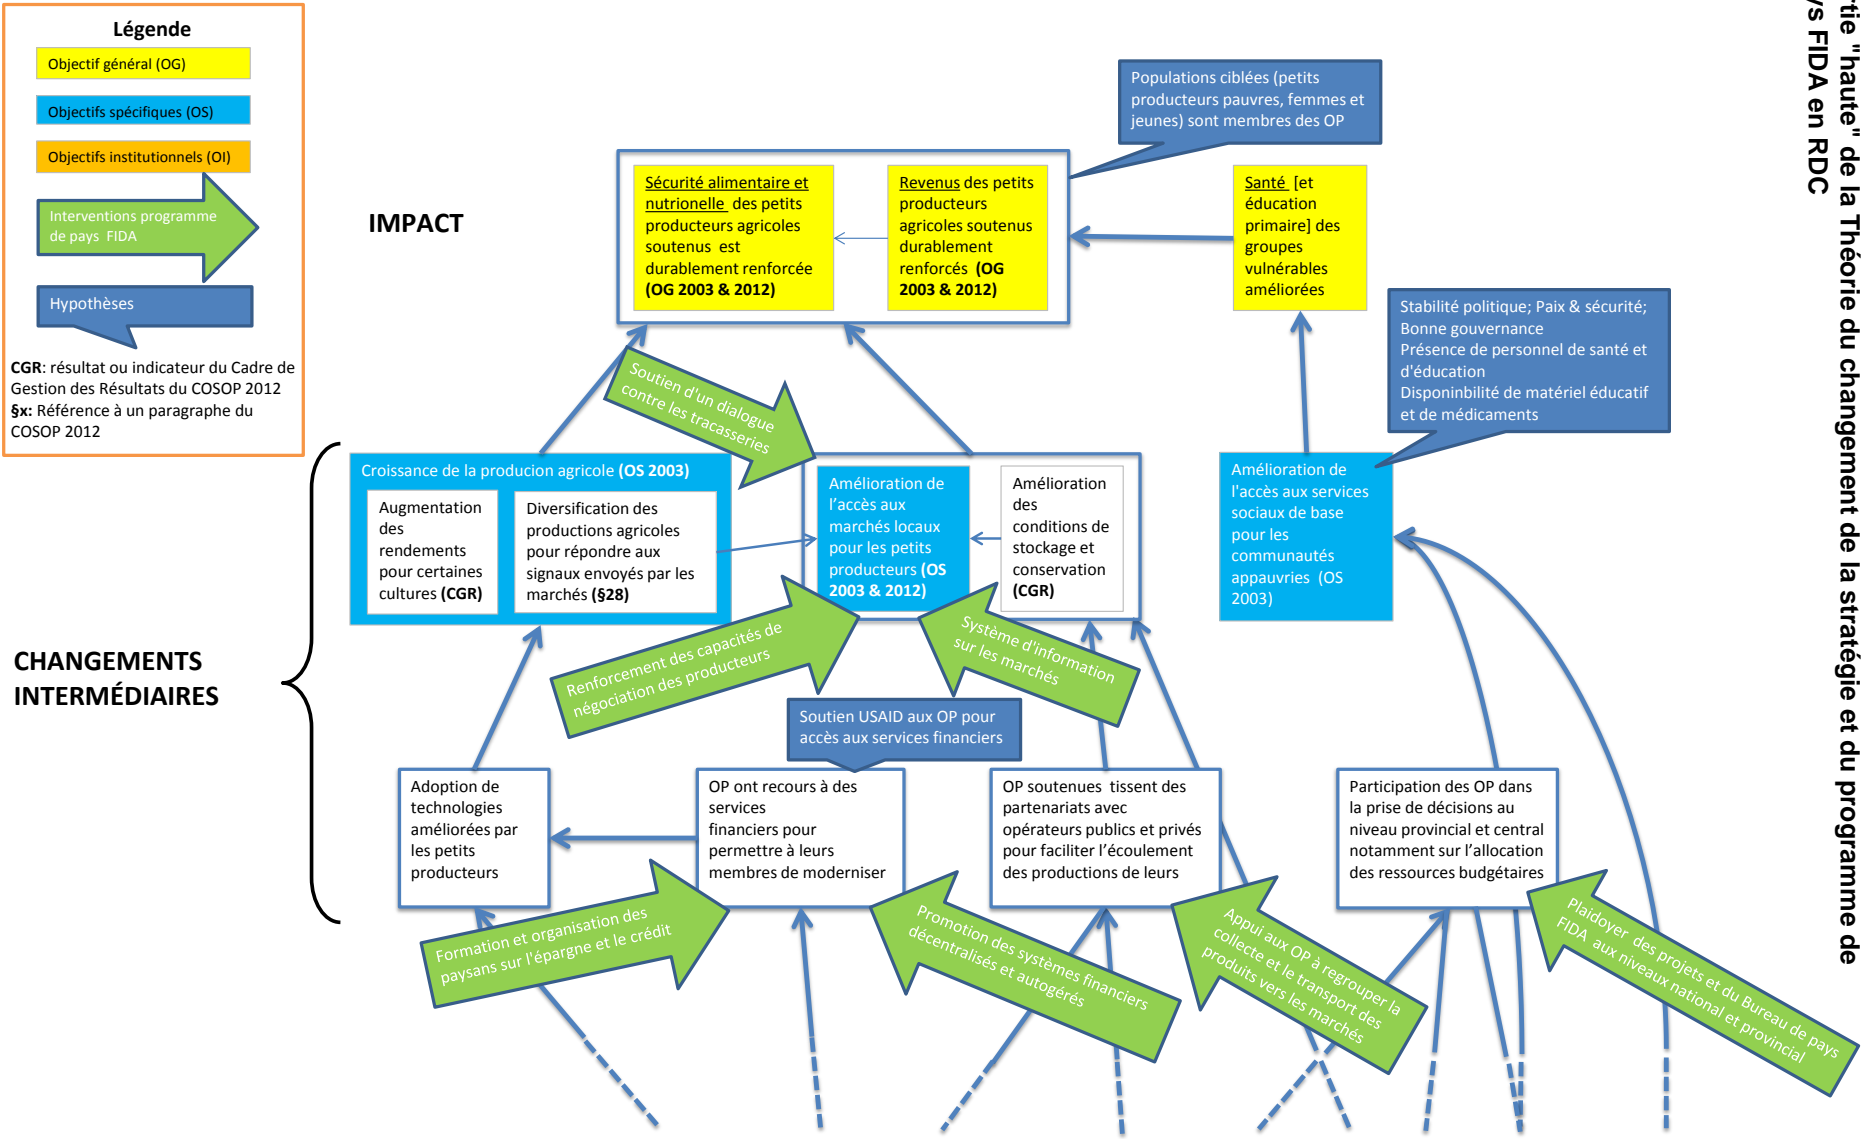 Légende
Objectif général (OG)
Objectifs spécifiques (OS)
Objectifs institutionnels (OI)
Interventions programme
de pays FIDA
Hypothèses
CGR: résultat ou indicateur du Cadre de
Gestion des Résultats du COSOP 2012
§x: Référence à un paragraphe du
COSOP 2012
"haute" de la Théorie du changement de la stratégie et du programme de
FIDA en RDC
IMPACT
Populations ciblées (petits
producteurs pauvres, femmes et
jeunes) sont membres des OP
Sécurité alimentaire et
nutrionelle des petits
producteurs agricoles
soutenus est
durablement renforcée
(OG 2003 & 2012)
Revenus des petits
producteurs
agricoles soutenus
durablement
renforcés (OG
2003 & 2012)
Santé [et
éducation
primaire] des
groupes
vulnérables
améliorées
Stabilité politique; Paix & sécurité;
Bonne gouvernance
Présence de personnel de santé et
d'éducation
Disponinbilité de matériel éducatif
et de médicaments
Soutien d'un dialogue
contre les tracasseries
CHANGEMENTS
INTERMÉDIAIRES
Croissance de la producion agricole (OS 2003)
Augmentation
des
rendements
pour certaines
cultures (CGR)
Diversification des
productions agricoles
pour répondre aux
signaux envoyés par les
marchés (§28)
Amélioration de
l'accès aux
marchés locaux
pour les petits
producteurs (OS
2003 & 2012)
Amélioration
des
conditions de
stockage et
conservation
(CGR)
Amélioration de
l'accès aux services
sociaux de base
pour les
communautés
appauvries (OS
2003)
Renforcement des capacités de
négociation des producteurs
Système d'information
sur les marchés
Soutien USAID aux OP pour
accès aux services financiers
Adoption de
technologies
améliorées par
les petits
producteurs
OP ont recours à des
services
financiers pour
permettre à leurs
membres de moderniser
OP soutenues tissent des
partenariats avec
opérateurs publics et privés
pour faciliter l'écoulement
des productions de leurs
Participation des OP dans
la prise de décisions au
niveau provincial et central
notamment sur l'allocation
des ressources budgétaires
Formation et organisation des
paysans sur l'épargne et le crédit
Promotion des systèmes financiers
décentralisés et autogérés
Appui aux OP à regrouper la
collecte et le transport des
produits vers les marchés
Plaidoyer des projets et du Bureau de pays
FIDA aux niveaux national et provincial